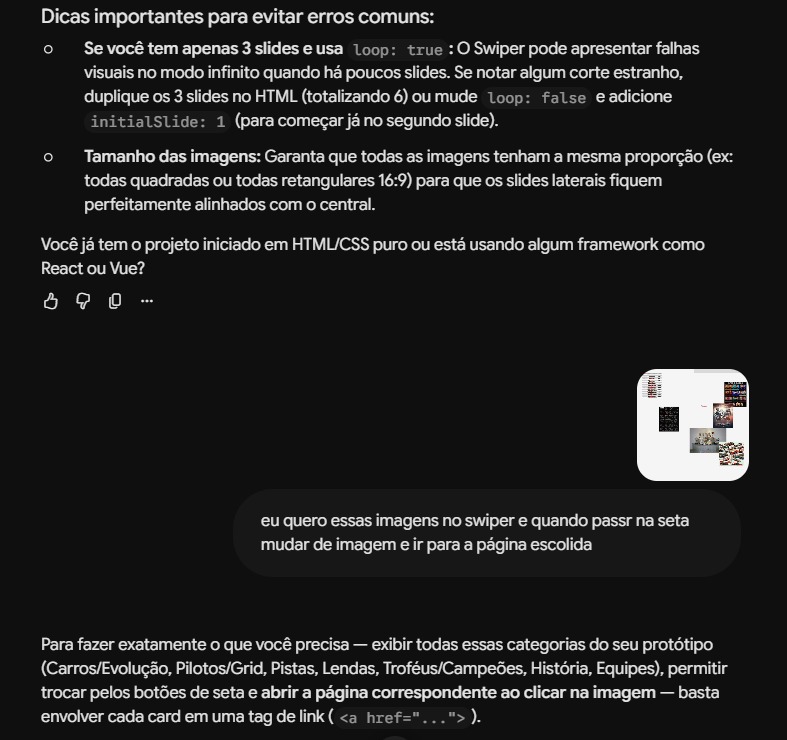 Dicas importantes para evitar erros comuns:
Se você tem apenas 3 slides e usa loop: true : O Swiper pode apresentar falhas
visuais no modo infinito quando há poucos slides. Se notar algum corte estranho,
duplique os 3 slides no HTML (totalizando 6) ou mude loop: false e adicione
initialSlide: 1 (para começar já no segundo slide).
Tamanho das imagens: Garanta que todas as imagens tenham a mesma proporção (ex:
todas quadradas ou todas retangulares 16:9) para que os slides laterais fiquem
perfeitamente alinhados com o central.
Você já tem o projeto iniciado em HTML/CSS puro ou está usando algum framework como
React ou Vue?
eu quero essas imagens no swiper e quando passr na seta
mudar de imagem e ir para a página escolida
Para fazer exatamente o que você precisa — exibir todas essas categorias do seu protótipo
(Carros/Evolução, Pilotos/Grid, Pistas, Lendas, Troféus/Campeões, História, Equipes), permitir
trocar pelos botões de seta e abrir a página correspondente ao clicar na imagem — basta
envolver cada card em uma tag de link ( <a href="..."> ).